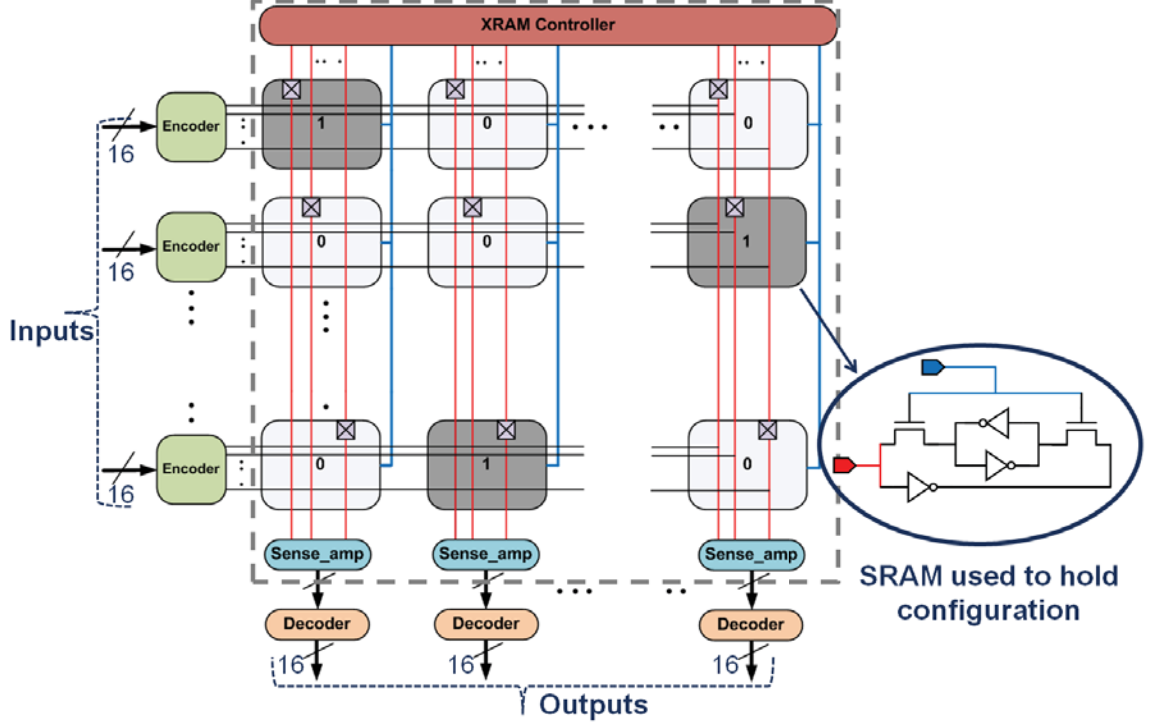 XRAM Controller
Encoder
16
1
0
0
Encoder
16
0
0
1
Inputs
Encoder
16
0
1
0
Sense_amp
Sense_amp
Sense_amp
SRAM used to hold
configuration
Decoder
Decoder
Decoder
16
16
16
Outputs